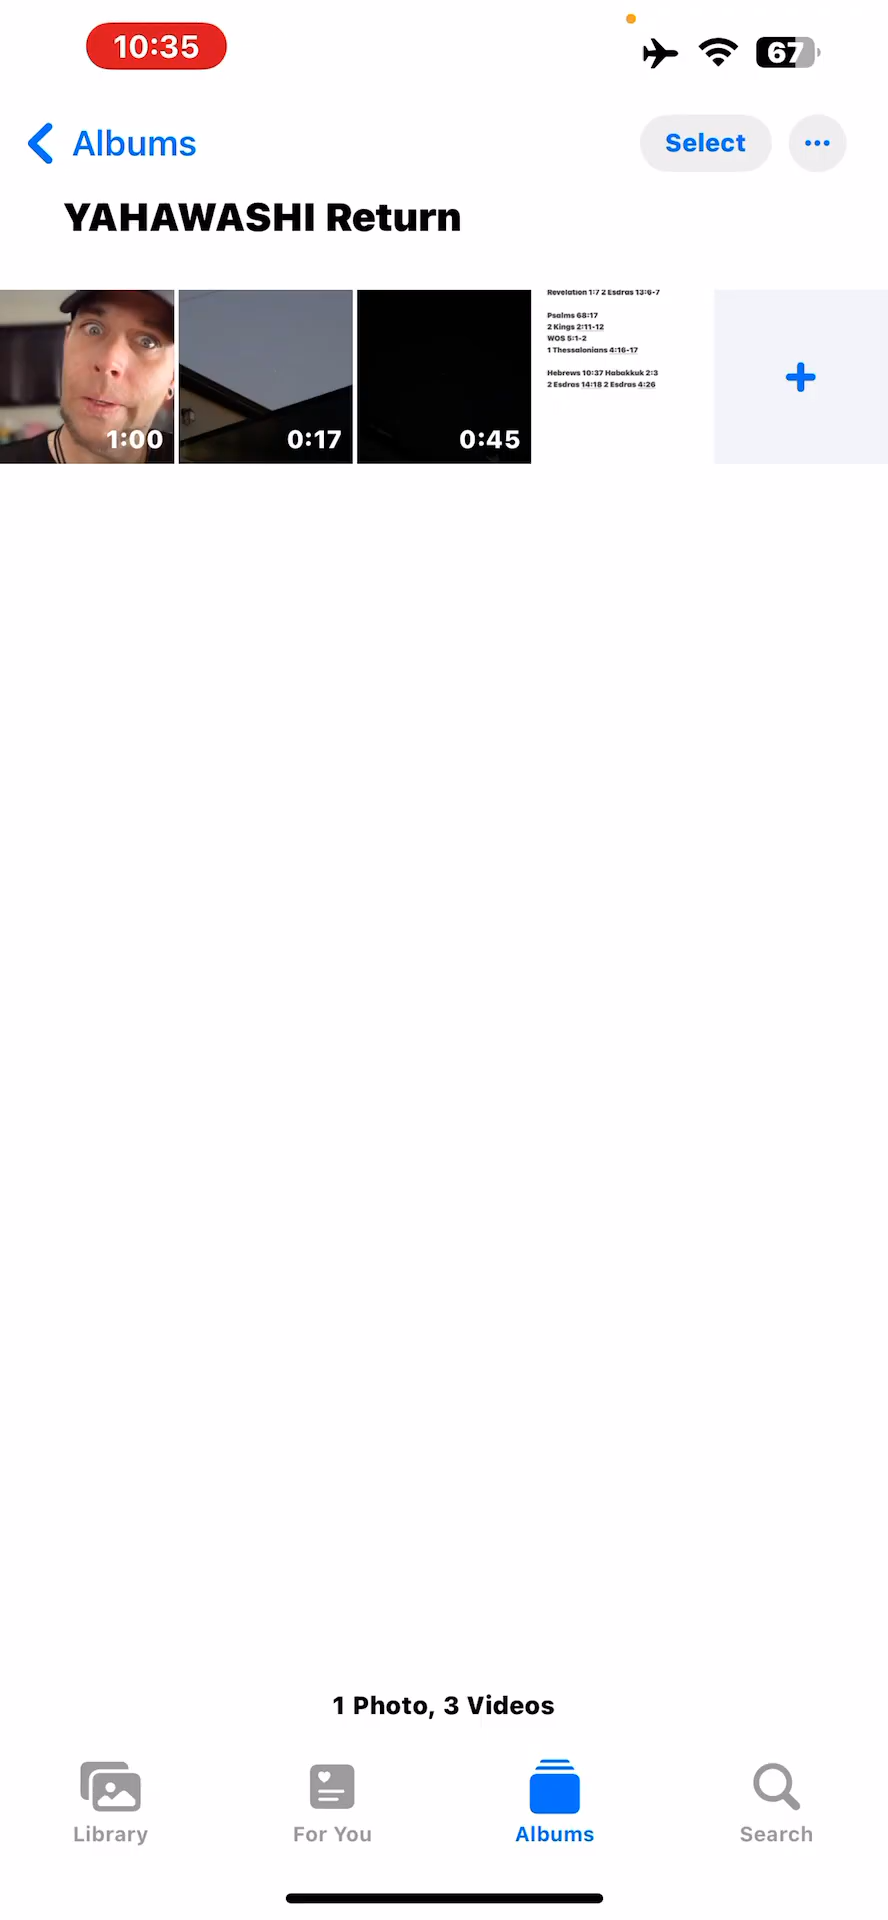 10:35
67
Albums
Select
YAHAWASHI Return
1:00
0:17
0:45
Revelation 1:7 2 Esdras 13:6-7
Psalms 68:17
2 Kings 2:11-12
WOS 5:1-2
1 Thessalonians 4:16-17
Hebrews 10:37 Habakkuk 2:3
2 Esdras 14:18 2 Esdras 4:26
1 Photo, 3 Videos
Library
For You
Albums
Search